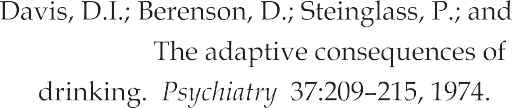 Davis, D.I.; Berenson, D.; Steinglass, P.; and
The adaptive consequences of
drinking. Psychiatry 37:209–215, 1974.